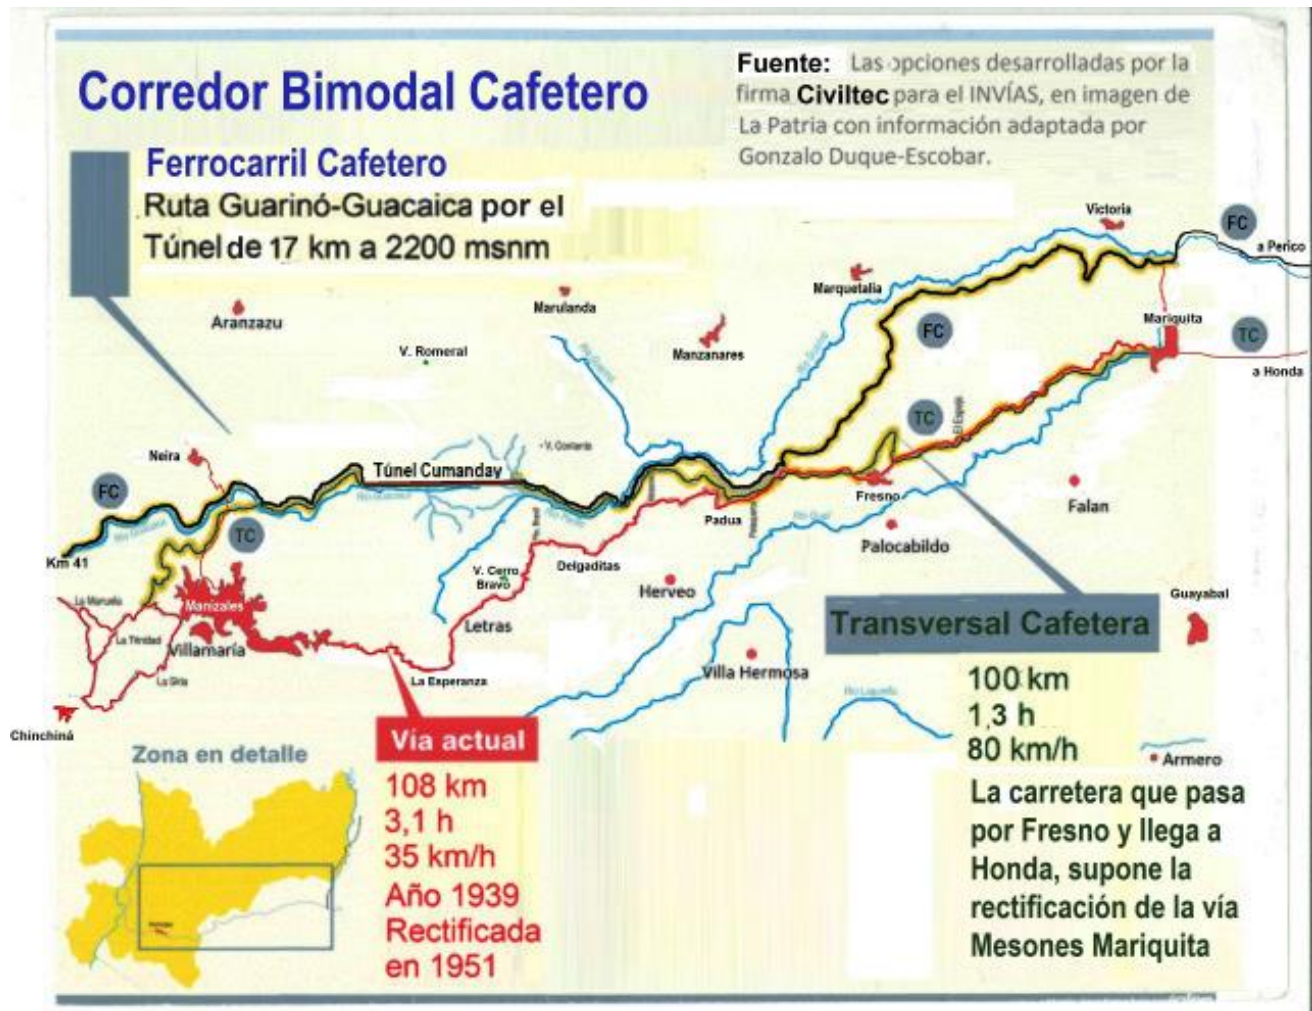 Corredor Bimodal Cafetero
Fuente: Las opciones desarrolladas por la
firma Civiltec para el INVÍAS, en imagen de
La Patria con información adaptada por
Gonzalo Duque-Escobar.
Ferrocarril Cafetero
Ruta Guarinó-Guacaica por el
Túnel de 17 km a 2200 msnm
Victoria
FC
a Perico
Marquetalia
Marulanda
Aranzazu
Mariquita
FC
TC
V. Romeral
Manzanares
a Honda
TC
Neira
Túnel Cumanday
FC
Fresno
Falan
Padua
TC
Palocabildo
Km 41
Delgaditas
V. Cerro
Bravo
Herveo
Guayabal
La Manuela
Manizales
Letras
Transversal Cafetera
La Trinidad
Villamaría
La Esperanza
Villa Hermosa
La Siria
100 km
1,3 h
80 km/h
Chinchiná
Vía actual
Armero
Zona en detalle
108 km
3,1 h
35 km/h
Año 1939
Rectificada
en 1951
La carretera que pasa
por Fresno y llega a
Honda, supone la
rectificación de la vía
Mesones Mariquita